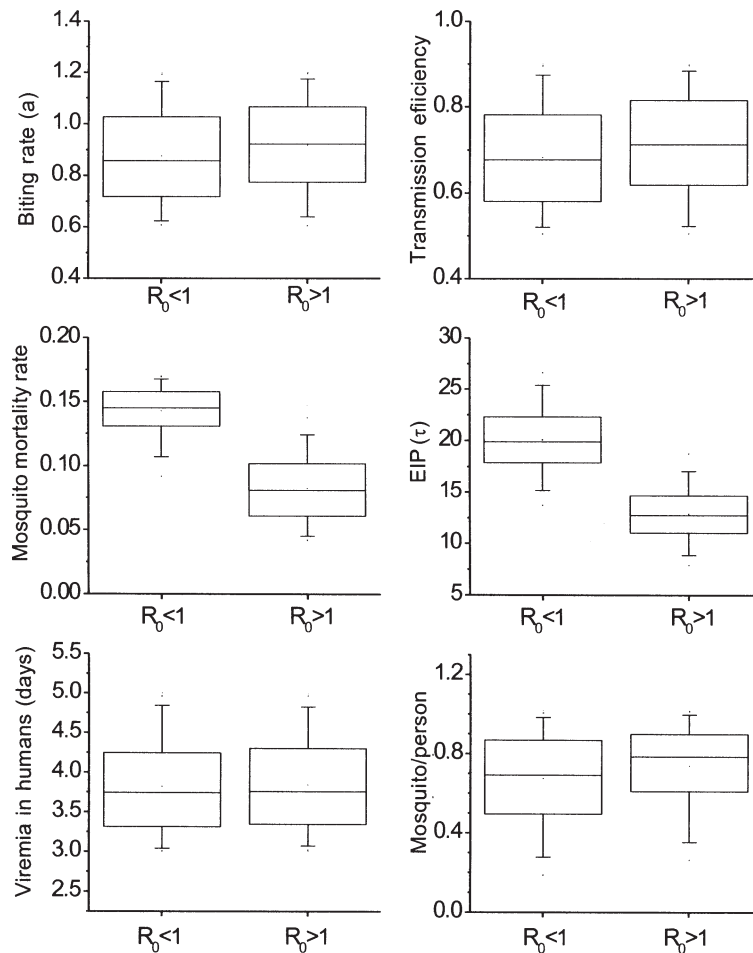 Biting rate (a)
1.4
1.2
1.0
0.8
0.6
0.4
R0<1
R0>1
Transmission efiiciency
1.0
0.8
0.6
0.4
R0<1
R0>1
Mosquito mortality rate
0.20
0.15
0.10
0.05
0.00
R0<1
R0>1
EIP (τ)
30
25
20
15
10
5
R0<1
R0>1
Viremia in humans (days)
5.5
5.0
4.5
4.0
3.5
3.0
2.5
R0<1
R0>1
Mosquito/person
1.2
0.8
0.4
0.0
R0<1
R0>1